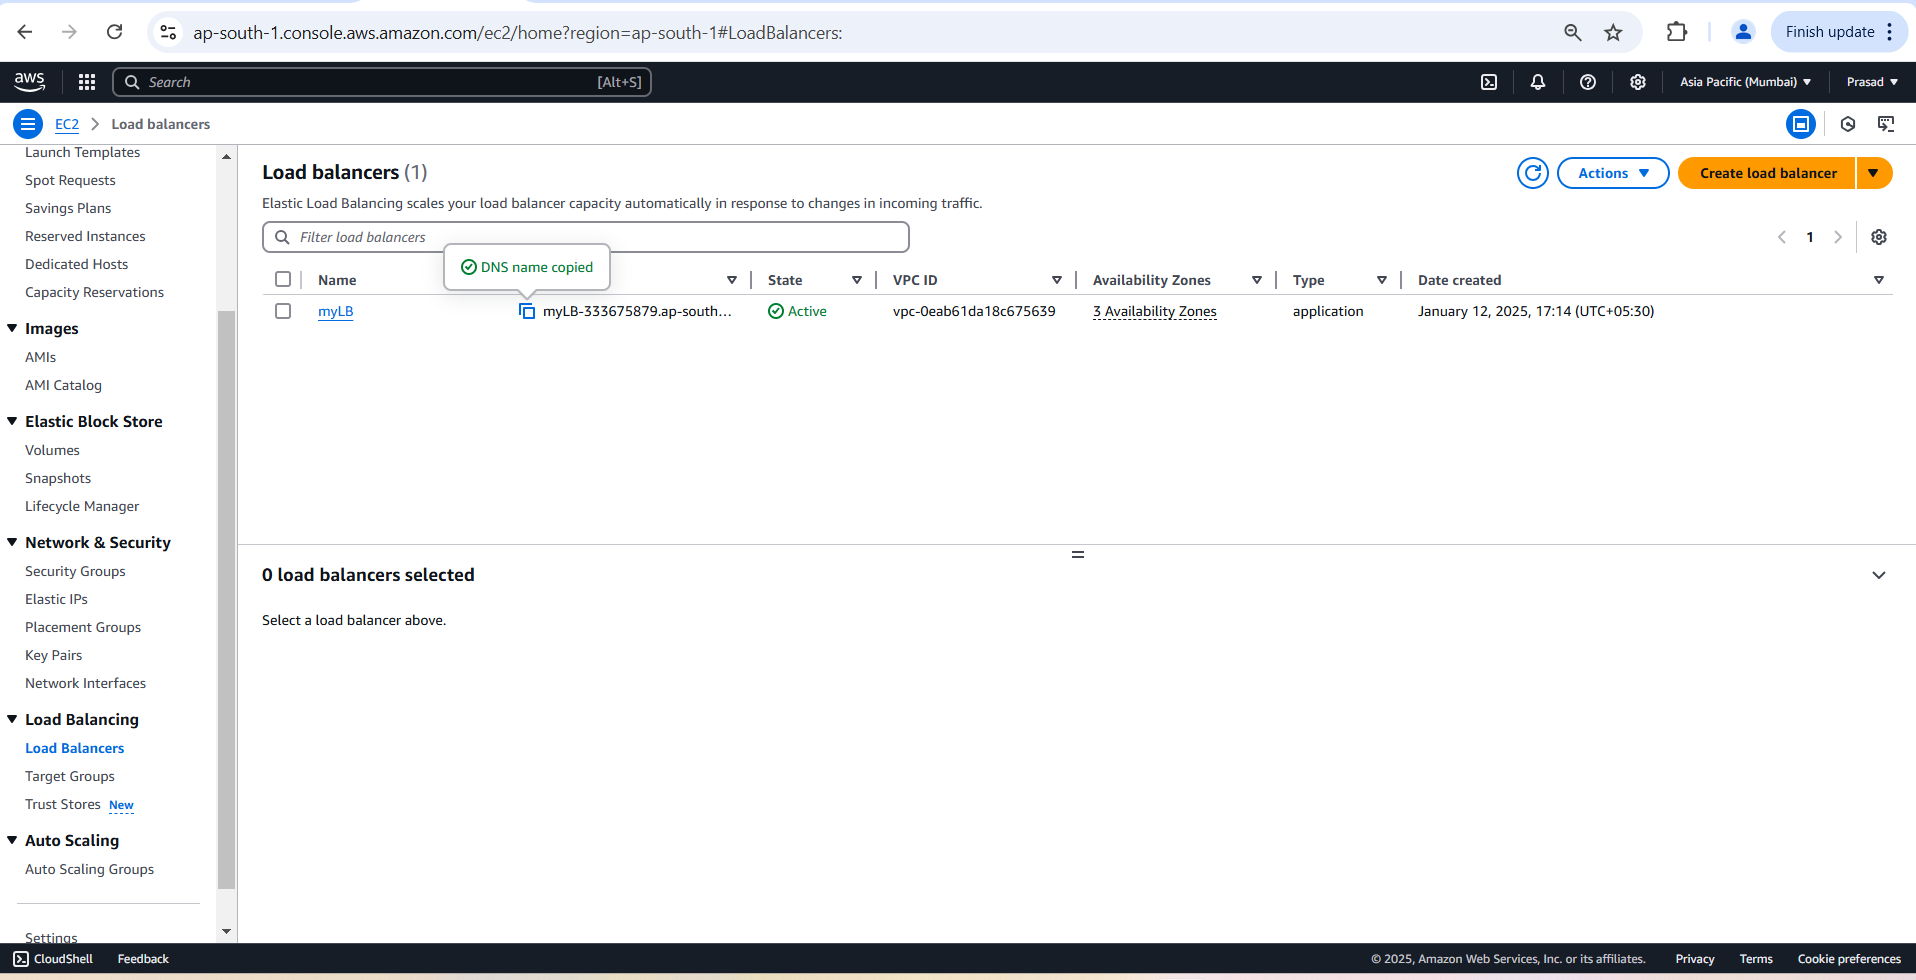 ap-south-1.console.aws.amazon.com/ec2/home?region=ap-south-1#LoadBalancers:
Finish update
aws
Search
[Alt+S]
Asia Pacific (Mumbai)
Prasad
EC2
Load balancers
Launch Templates
Spot Requests
Savings Plans
Reserved Instances
Dedicated Hosts
Capacity Reservations
Images
AMIs
AMI Catalog
Elastic Block Store
Volumes
Snapshots
Lifecycle Manager
Network & Security
Security Groups
Elastic IPs
Placement Groups
Key Pairs
Network Interfaces
Load Balancing
Load Balancers
Target Groups
Trust Stores New
Auto Scaling
Auto Scaling Groups
Settings
Load balancers (1)
Actions
Create load balancer
Elastic Load Balancing scales your load balancer capacity automatically in response to changes in incoming traffic.
Filter load balancers
1
DNS name copied
Name State VPC ID Availability Zones Type Date created
myLB myLB-333675879.ap-south... Active vpc-0eab61da18c675639 3 Availability Zones application January 12, 2025, 17:14 (UTC+05:30)
0 load balancers selected
Select a load balancer above.
CloudShell Feedback © 2025, Amazon Web Services, Inc. or its affiliates. Privacy Terms Cookie preferences